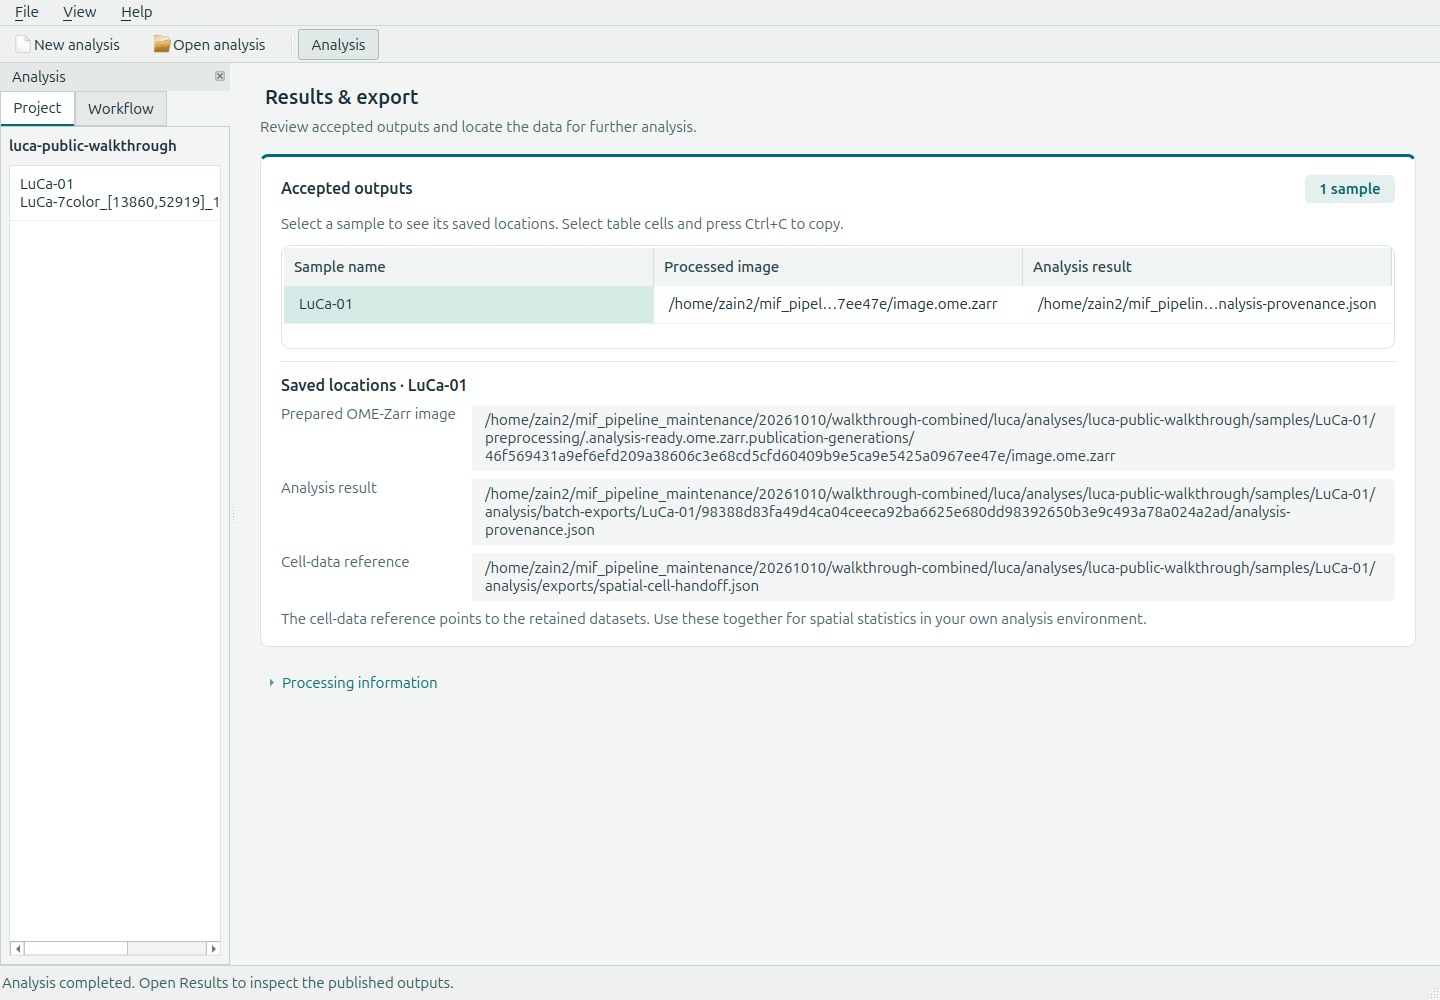 File View Help
New analysis Open analysis Analysis
Analysis
Project Workflow
luca-public-walkthrough
LuCa-01
LuCa-7color_[13860,52919]_1
Results & export
Review accepted outputs and locate the data for further analysis.
Accepted outputs
1 sample
Select a sample to see its saved locations. Select table cells and press Ctrl+C to copy.
Sample name Processed image Analysis result
LuCa-01 /home/zain2/mif_pipel…7ee47e/image.ome.zarr /home/zain2/mif_pipelin…nalysis-provenance.json
Saved locations · LuCa-01
Prepared OME-Zarr image
/home/zain2/mif_pipeline_maintenance/20261010/walkthrough-combined/luca/analyses/luca-public-walkthrough/samples/LuCa-01/
preprocessing/.analysis-ready.ome.zarr.publication-generations/
46f569431a9ef6efd209a38606c3e68cd5cfd60409b9e5ca9e5425a0967ee47e/image.ome.zarr
Analysis result
/home/zain2/mif_pipeline_maintenance/20261010/walkthrough-combined/luca/analyses/luca-public-walkthrough/samples/LuCa-01/
analysis/batch-exports/LuCa-01/98388d83fa49d4ca04ceeca92ba6625e680dd98392650b3e9c493a78a024a2ad/analysis-
provenance.json
Cell-data reference
/home/zain2/mif_pipeline_maintenance/20261010/walkthrough-combined/luca/analyses/luca-public-walkthrough/samples/LuCa-01/
analysis/exports/spatial-cell-handoff.json
The cell-data reference points to the retained datasets. Use these together for spatial statistics in your own analysis environment.
Processing information
Analysis completed. Open Results to inspect the published outputs.